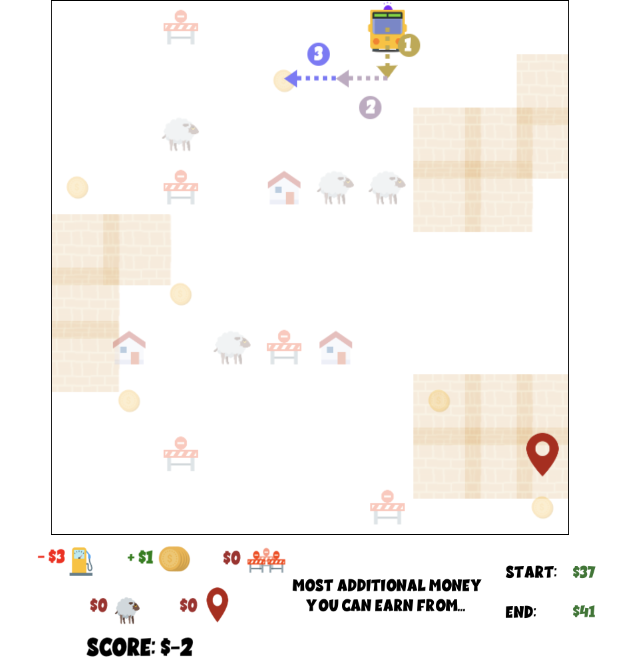 1
3
2
- $3
+ $1
$0
$0
$0
SCORE: $-2
MOST ADDITIONAL MONEY
YOU CAN EARN FROM...
START: $37
END: $41